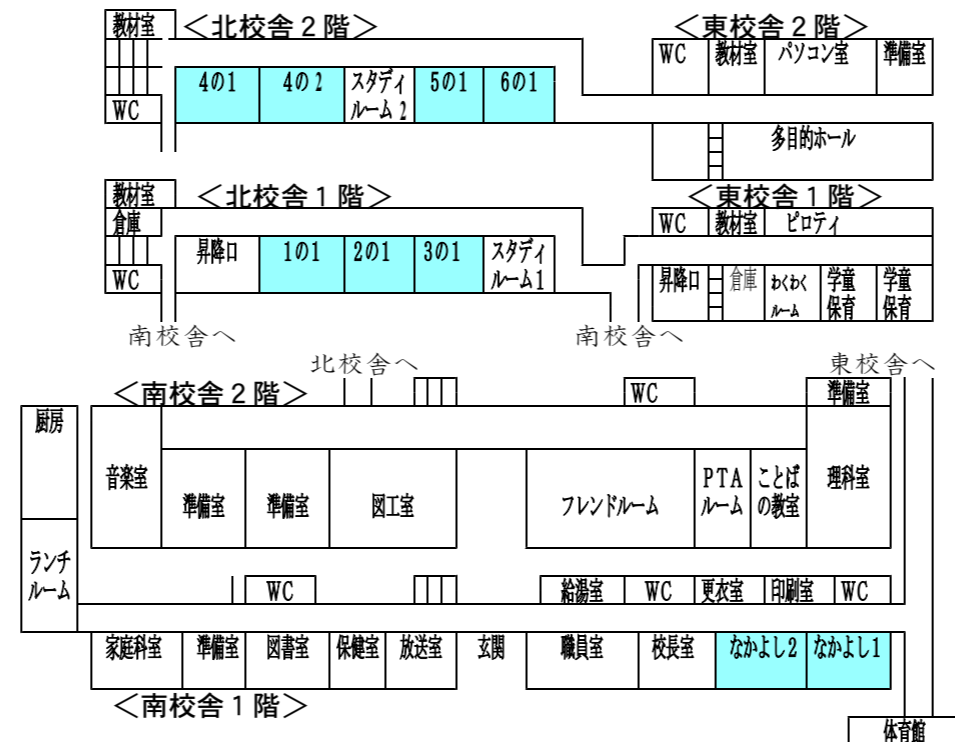 教材室 ＜北校舎２階＞ ＜東校舎２階＞
WC 教材室 パソコン室 準備室
4の1 4の2 スタディ 5の1 6の1
ルーム2
WC
多目的ホール
教材室 ＜北校舎１階＞ ＜東校舎１階＞
倉庫 WC 教材室 ピロティ
昇降口 1の1 2の1 3の1 スタディ
ルーム1
WC 昇降口 倉庫 わくわく 学童 学童
ルーム 保育 保育
南校舎へ 南校舎へ
北校舎へ 東校舎へ
＜南校舎２階＞ WC 準備室
厨房
音楽室 準備室 準備室 図工室 フレンドルーム PTA ことば 理科室
ルーム の教室
ランチ
ルーム WC 給湯室 WC 更衣室 印刷室 WC
家庭科室 準備室 図書室 保健室 放送室 玄関 職員室 校長室 なかよし2 なかよし1
＜南校舎１階＞
体育館